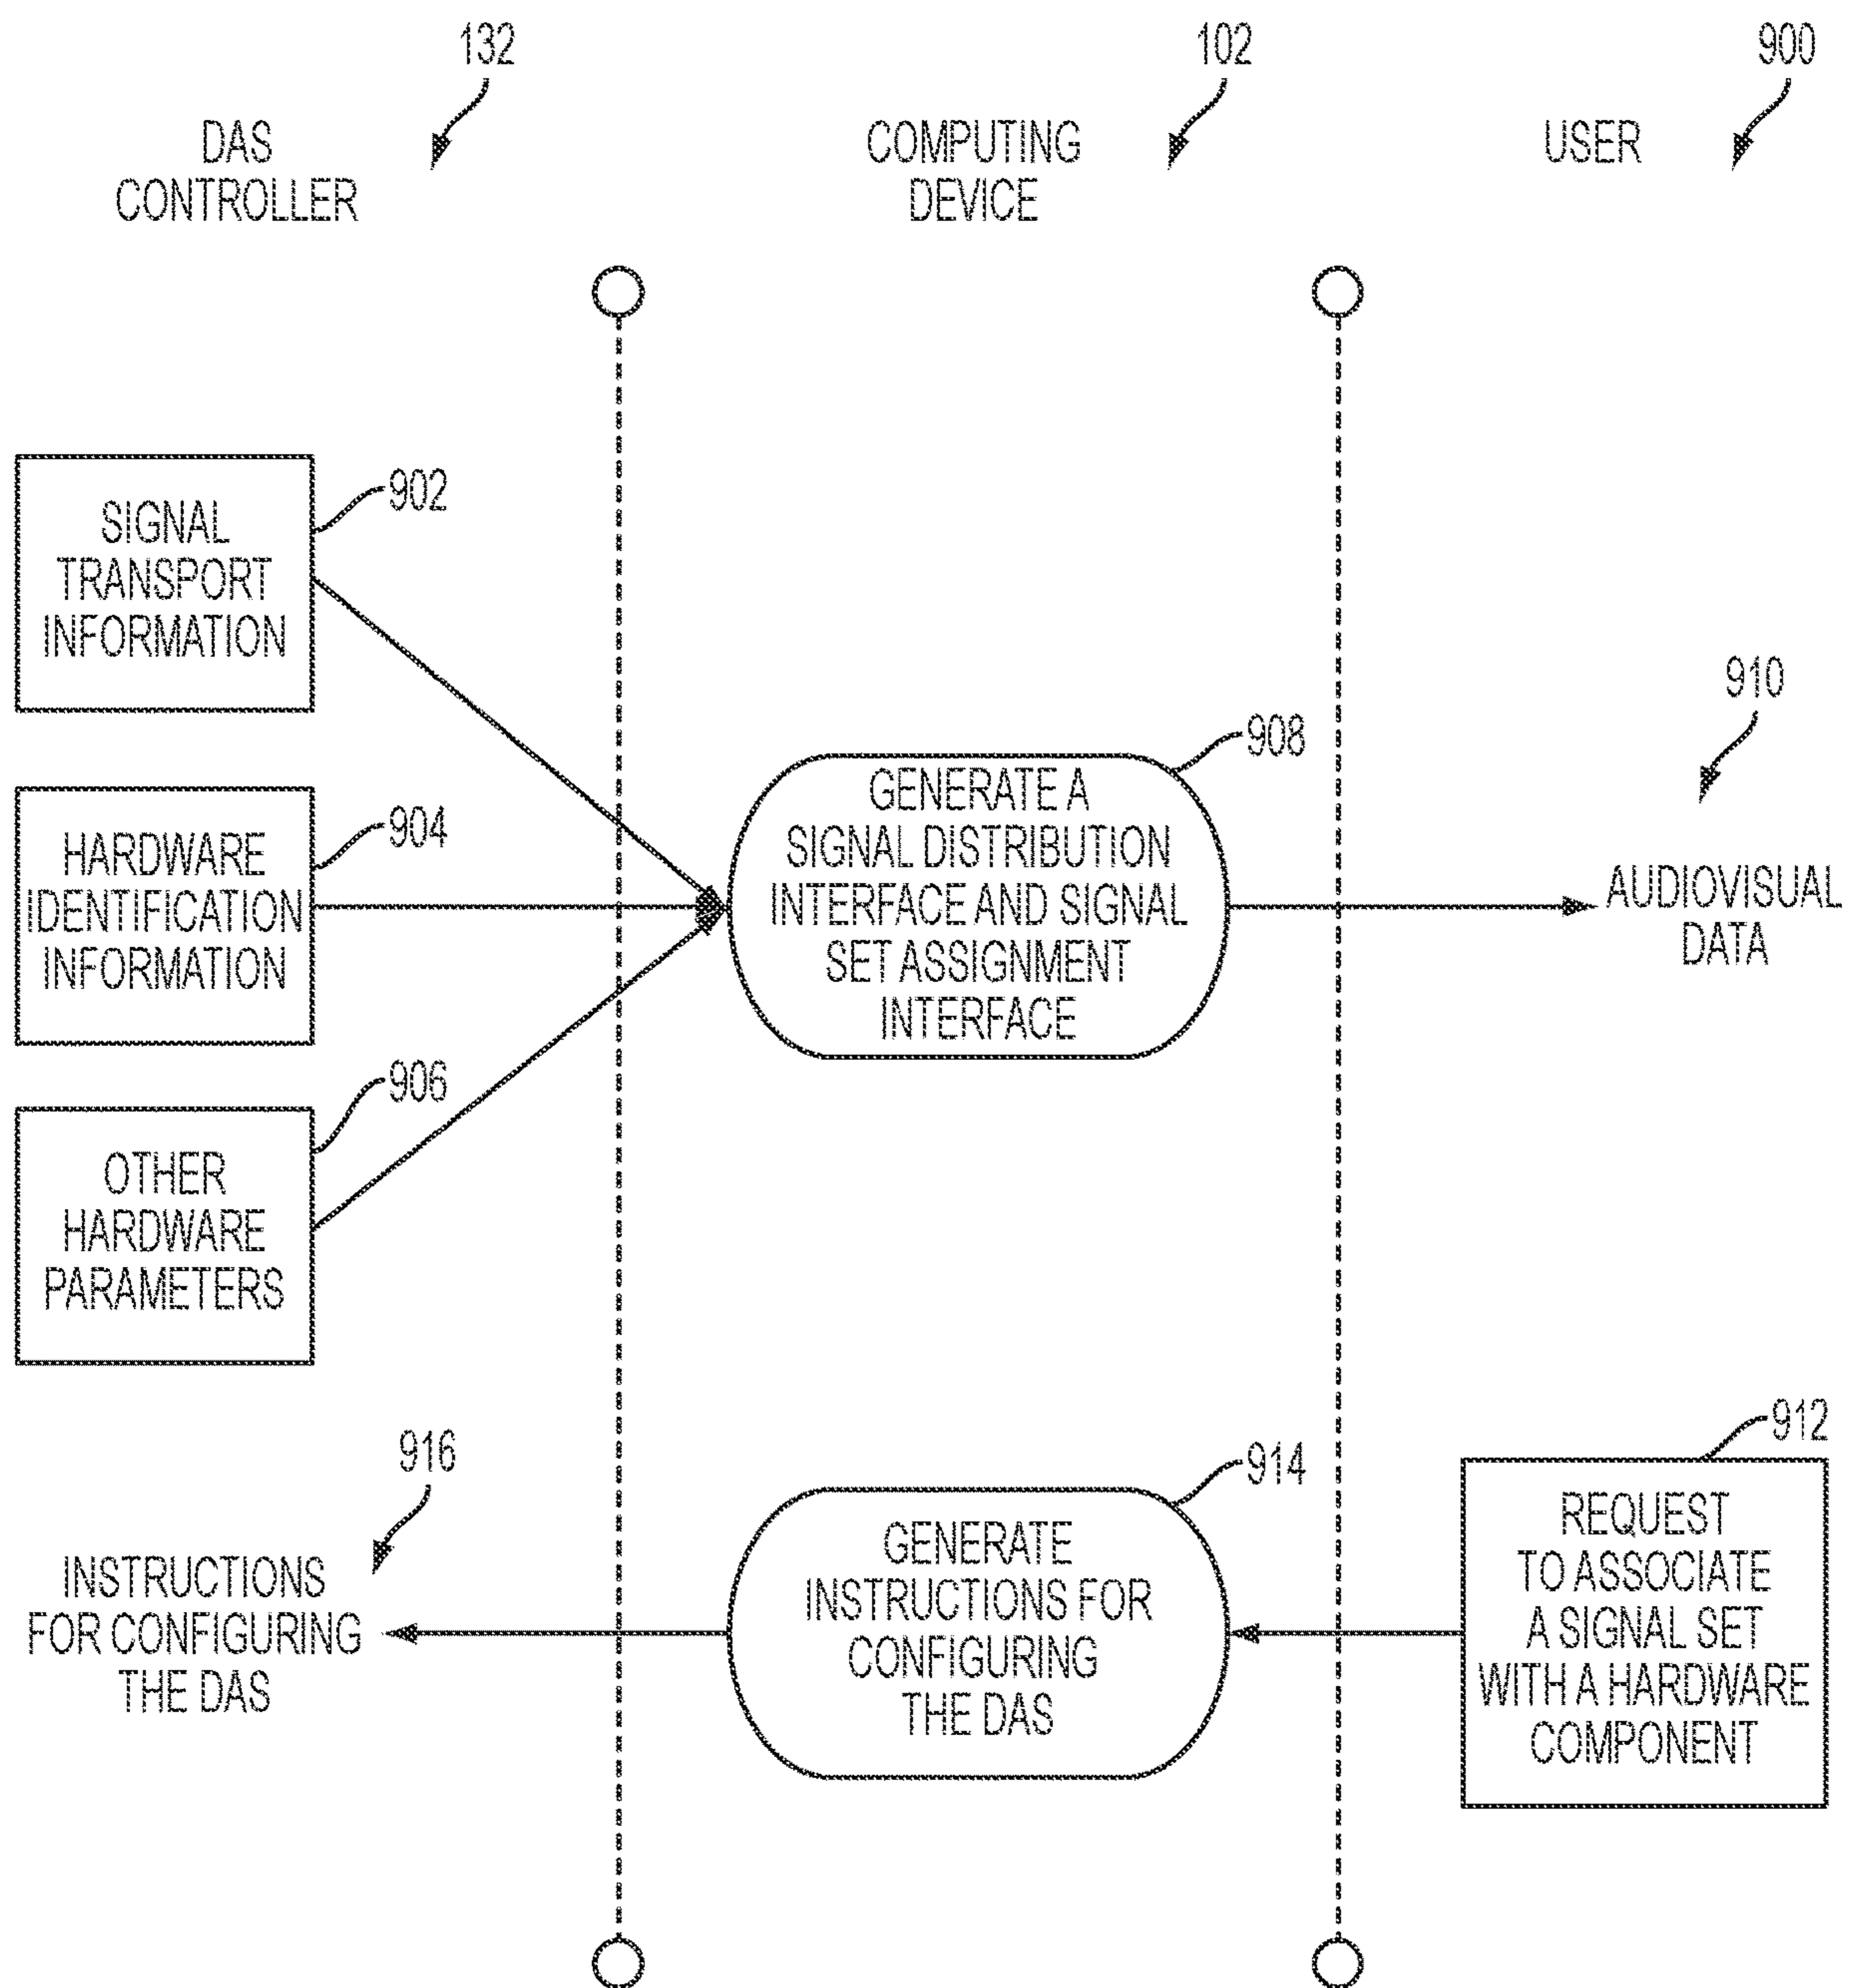 132
102
900
DAS
CONTROLLER
COMPUTING
DEVICE
USER
902
SIGNAL
TRANSPORT
INFORMATION
904
HARDWARE
IDENTIFICATION
INFORMATION
906
OTHER
HARDWARE
PARAMETERS
908
GENERATE A
SIGNAL DISTRIBUTION
INTERFACE AND SIGNAL
SET ASSIGNMENT
INTERFACE
910
AUDIOVISUAL
DATA
912
REQUEST
TO ASSOCIATE
A SIGNAL SET
WITH A HARDWARE
COMPONENT
914
GENERATE
INSTRUCTIONS FOR
CONFIGURING
THE DAS
916
INSTRUCTIONS
FOR CONFIGURING
THE DAS